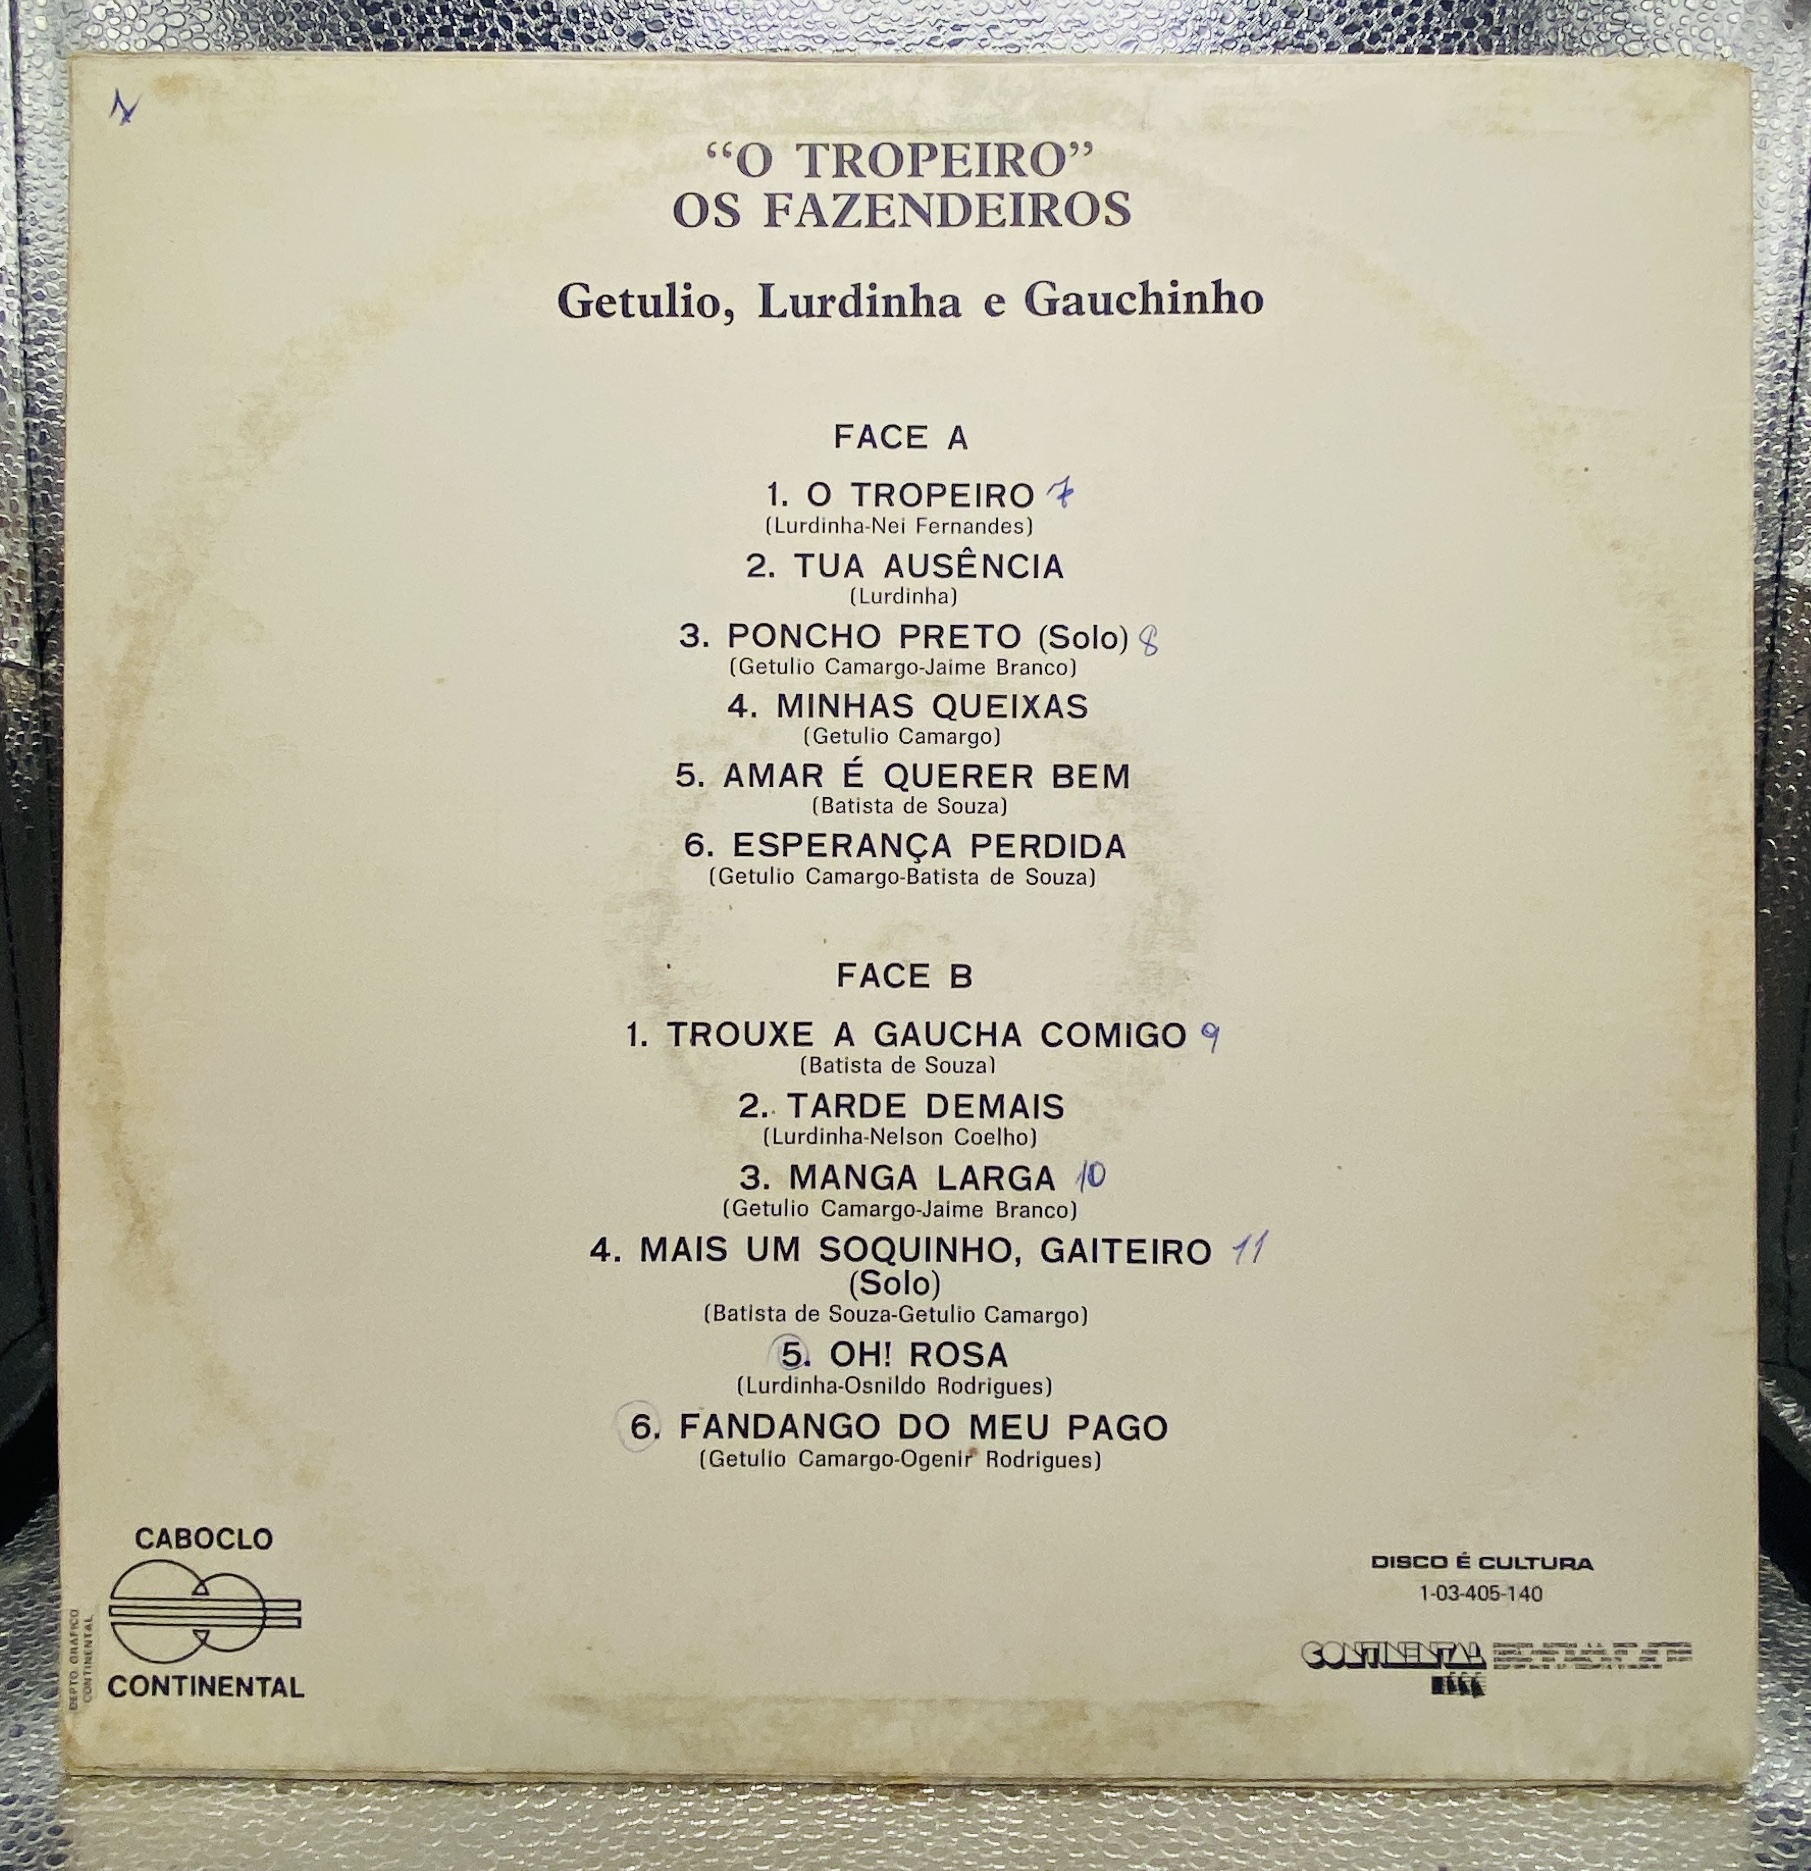 "O TROPEIRO"
OS FAZENDEIROS
Getulio, Lurdinha e Gauchinho
FACE A
1. O TROPEIRO 7
(Lurdinha-Nei Fernandes)
2. TUA AUSÊNCIA
(Lurdinha)
3. PONCHO PRETO (Solo) 8
(Getulio Camargo-Jaime Branco)
4. MINHAS QUEIXAS
(Getulio Camargo)
5. AMAR É QUERER BEM
(Batista de Souza)
6. ESPERANÇA PERDIDA
(Getulio Camargo-Batista de Souza)
FACE B
1. TROUXE A GAUCHA COMIGO 9
(Batista de Souza)
2. TARDE DEMAIS
(Lurdinha-Nelson Coelho)
3. MANGA LARGA 10
(Getulio Camargo-Jaime Branco)
4. MAIS UM SOQUINHO, GAITEIRO 11
(Solo)
(Batista de Souza-Getulio Camargo)
5. OH! ROSA
(Lurdinha-Osnildo Rodrigues)
6. FANDANGO DO MEU PAGO
(Getulio Camargo-Ogenir Rodrigues)
CABOCLO
CONTINENTAL
DEPTO. GRÁFICO
CONTINENTAL
DISCO É CULTURA
1-03-405-140
CONTINENTAL